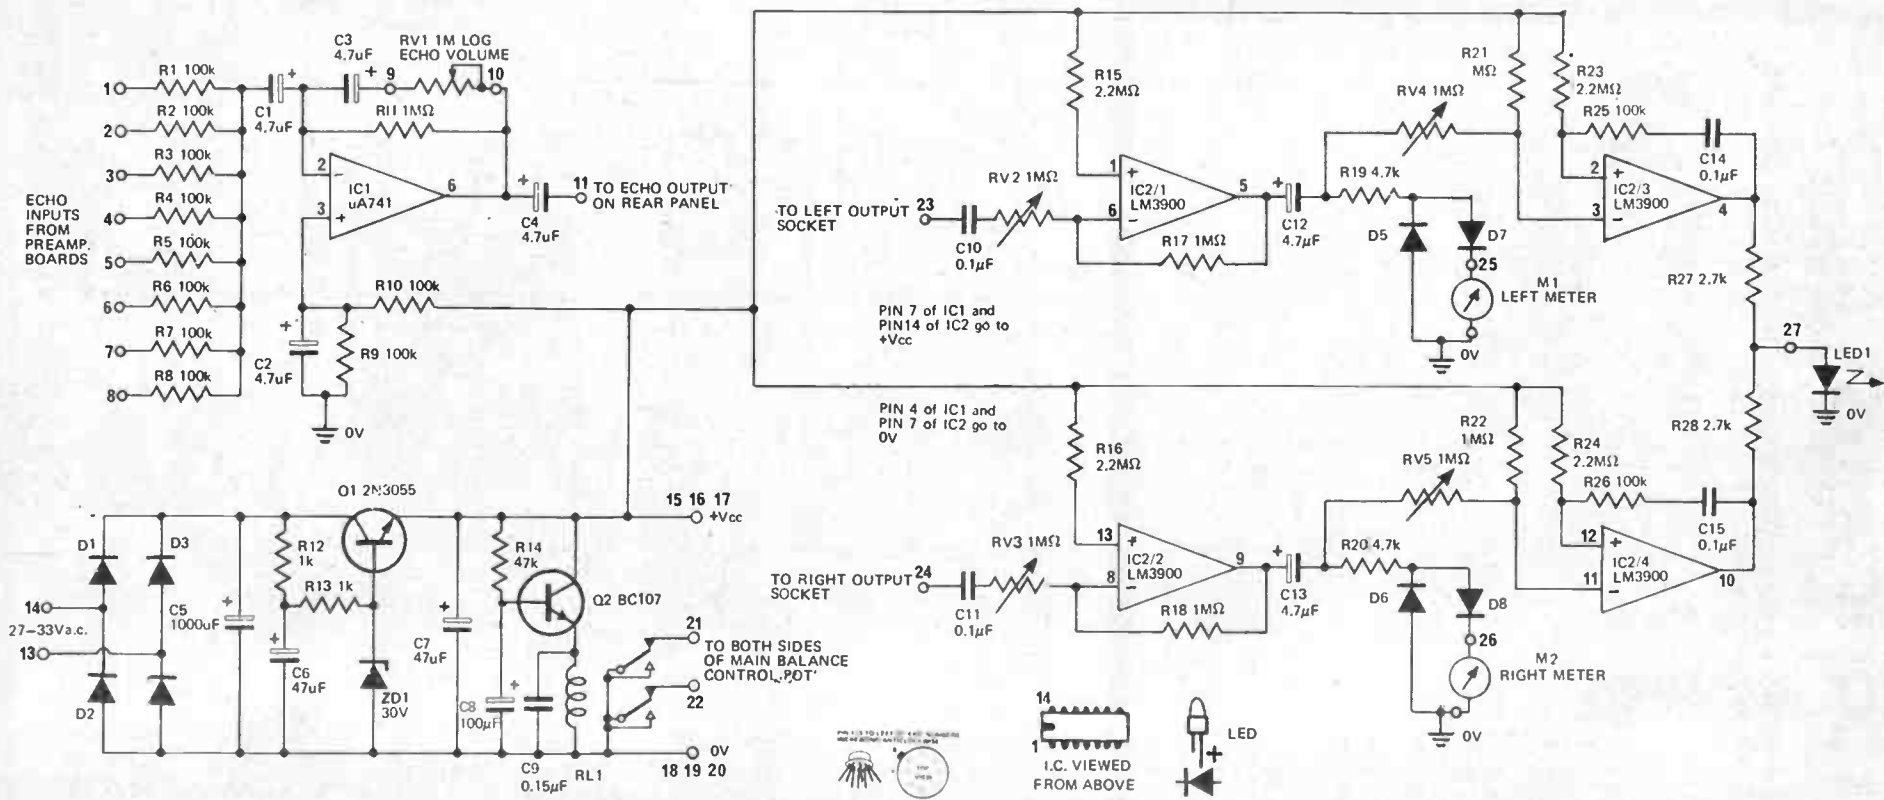 C3
4.7uF
RV1 1M LOG
ECHO VOLUME
9
10
1
R1 100k
C1
4.7uF
R11 1MΩ
2
R2 100k
3
R3 100k
2
−
IC1
uA741
6
3
+
4
R4 100k
C4
4.7uF
11
TO ECHO OUTPUT
ON REAR PANEL
ECHO
INPUTS
FROM
PREAMP.
BOARDS
5
R5 100k
6
R6 100k
R10 100k
7
R7 100k
C2
4.7uF
R9 100k
8
R8 100k
0V
R15
2.2MΩ
R21
MΩ
R23
2.2MΩ
RV4 1MΩ
R25 100k
C14
0.1µF
RV2 1MΩ
1
+
IC2/1
LM3900
5
6
−
R19 4.7k
2
+
IC2/3
LM3900
4
3
−
TO LEFT OUTPUT
SOCKET
23
C10
0.1µF
R17 1MΩ
C12
4.7µF
D5
D7
25
M1
LEFT METER
0V
R27 2.7k
27
LED1
0V
PIN 7 of IC1 and
PIN14 of IC2 go to
+Vcc
PIN 4 of IC1 and
PIN 7 of IC2 go to
0V
R16
2.2MΩ
R22
1MΩ
R24
2.2MΩ
R28 2.7k
RV5 1MΩ
R26 100k
C15
0.1µF
RV3 1MΩ
13
+
IC2/2
LM3900
9
8
−
R20 4.7k
12
+
IC2/4
LM3900
10
11
−
TO RIGHT OUTPUT
SOCKET
24
C11
0.1µF
R18 1MΩ
C13
4.7µF
D6
D8
26
M2
RIGHT METER
0V
Q1 2N3055
15 16 17
+Vcc
D1
D3
R12
1k
R13 1k
R14
47k
Q2 BC107
14
27–33Va.c.
13
C5
1000uF
C6
47uF
C7
47uF
D2
ZD1
30V
C8
100µF
C9
0.15µF
RL1
21
TO BOTH SIDES
OF MAIN BALANCE
CONTROL POT
22
0V
18 19 20
TOP
VIEW
14
1
I.C. VIEWED
FROM ABOVE
LED
+